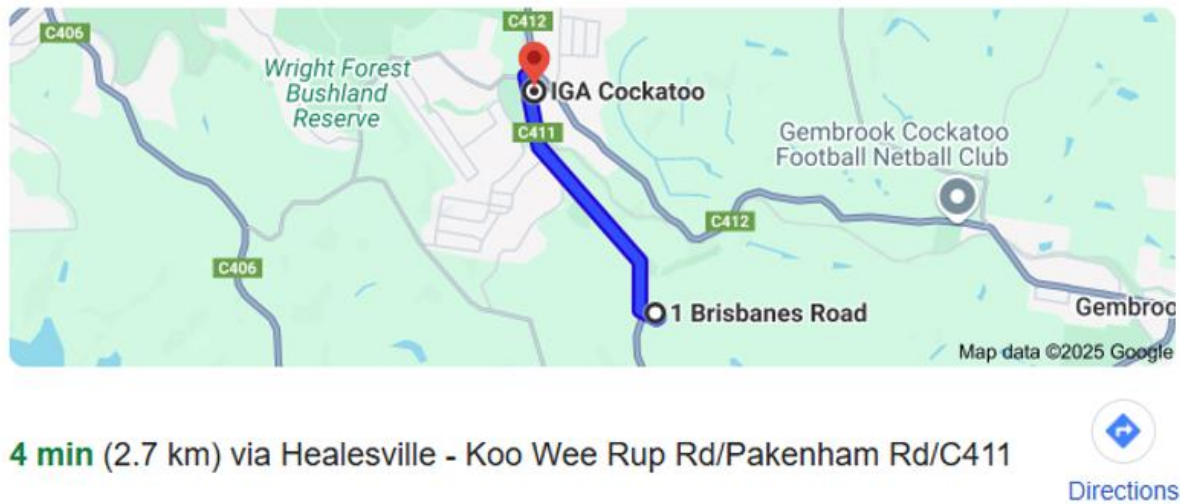 C406
C412
Wright Forest
Bushland
Reserve
IGA Cockatoo
C411
Gembrook Cockatoo
Football Netball Club
C412
C406
1 Brisbanes Road
Gembroo
Map data ©2025 Google
4 min (2.7 km) via Healesville - Koo Wee Rup Rd/Pakenham Rd/C411
Directions